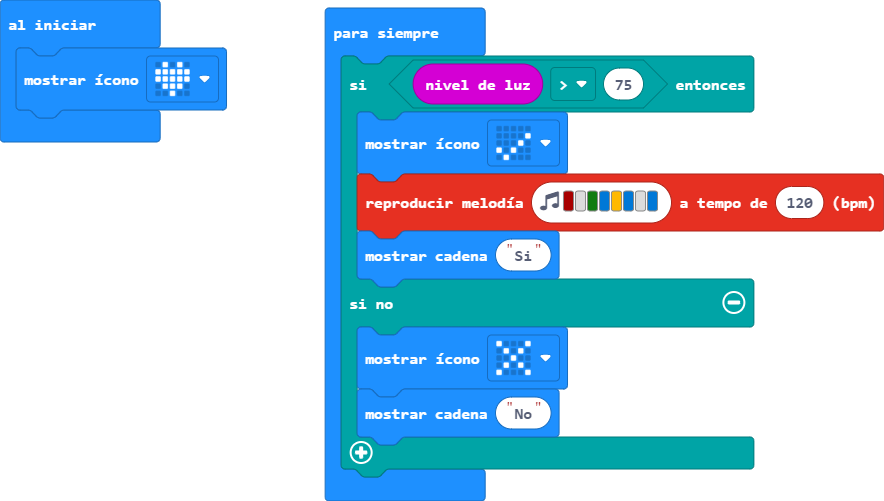 al iniciar
mostrar ícono
para siempre
si nivel de luz > 75 entonces
mostrar ícono
reproducir melodía a tempo de 120 (bpm)
mostrar cadena "Si"
si no
mostrar ícono
mostrar cadena "No"